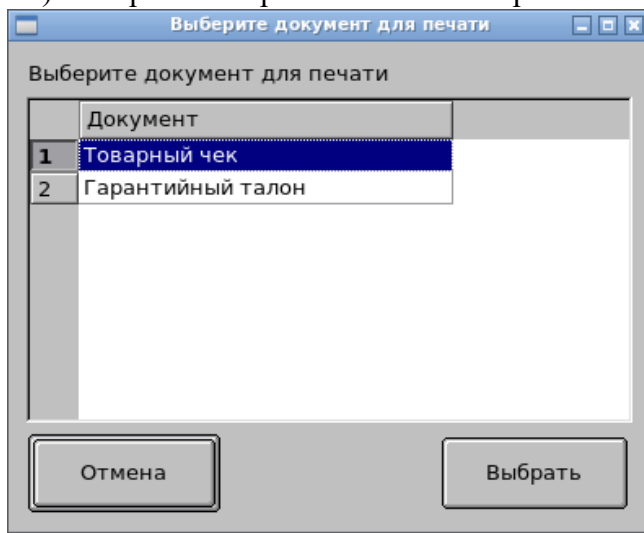 Выберите документ для печати
Выберите документ для печати
Документ
1 Товарный чек
2 Гарантийный талон
Отмена Выбрать